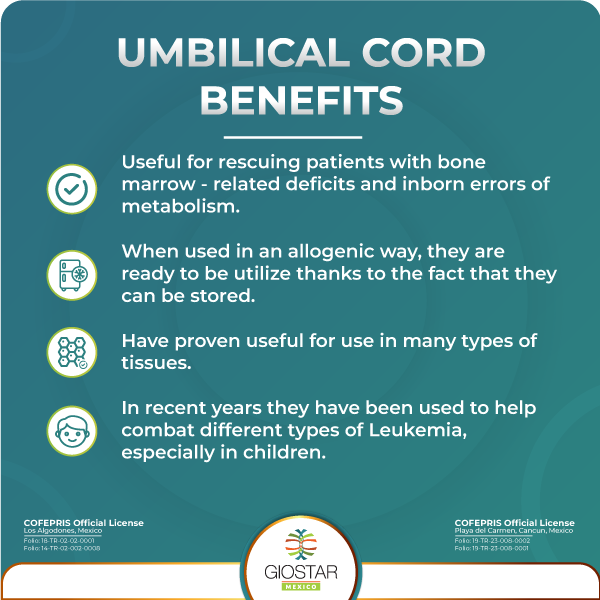 UMBILICAL CORD
BENEFITS
Useful for rescuing patients with bone
marrow - related deficits and inborn errors of
metabolism.
When used in an allogenic way, they are
ready to be utilize thanks to the fact that they
can be stored.
Have proven useful for use in many types of
tissues.
In recent years they have been used to help
combat different types of Leukemia,
especially in children.
COFEPRIS Official License
Los Algodones, Mexico
Folio: 16-TR-02-02-0001
Folio: 14-TR-02-002-0008
COFEPRIS Official License
Playa del Carmen, Cancun, Mexico
Folio: 19-TR-23-008-0002
Folio: 19-TR-23-008-0001
GIOSTAR
MEXICO